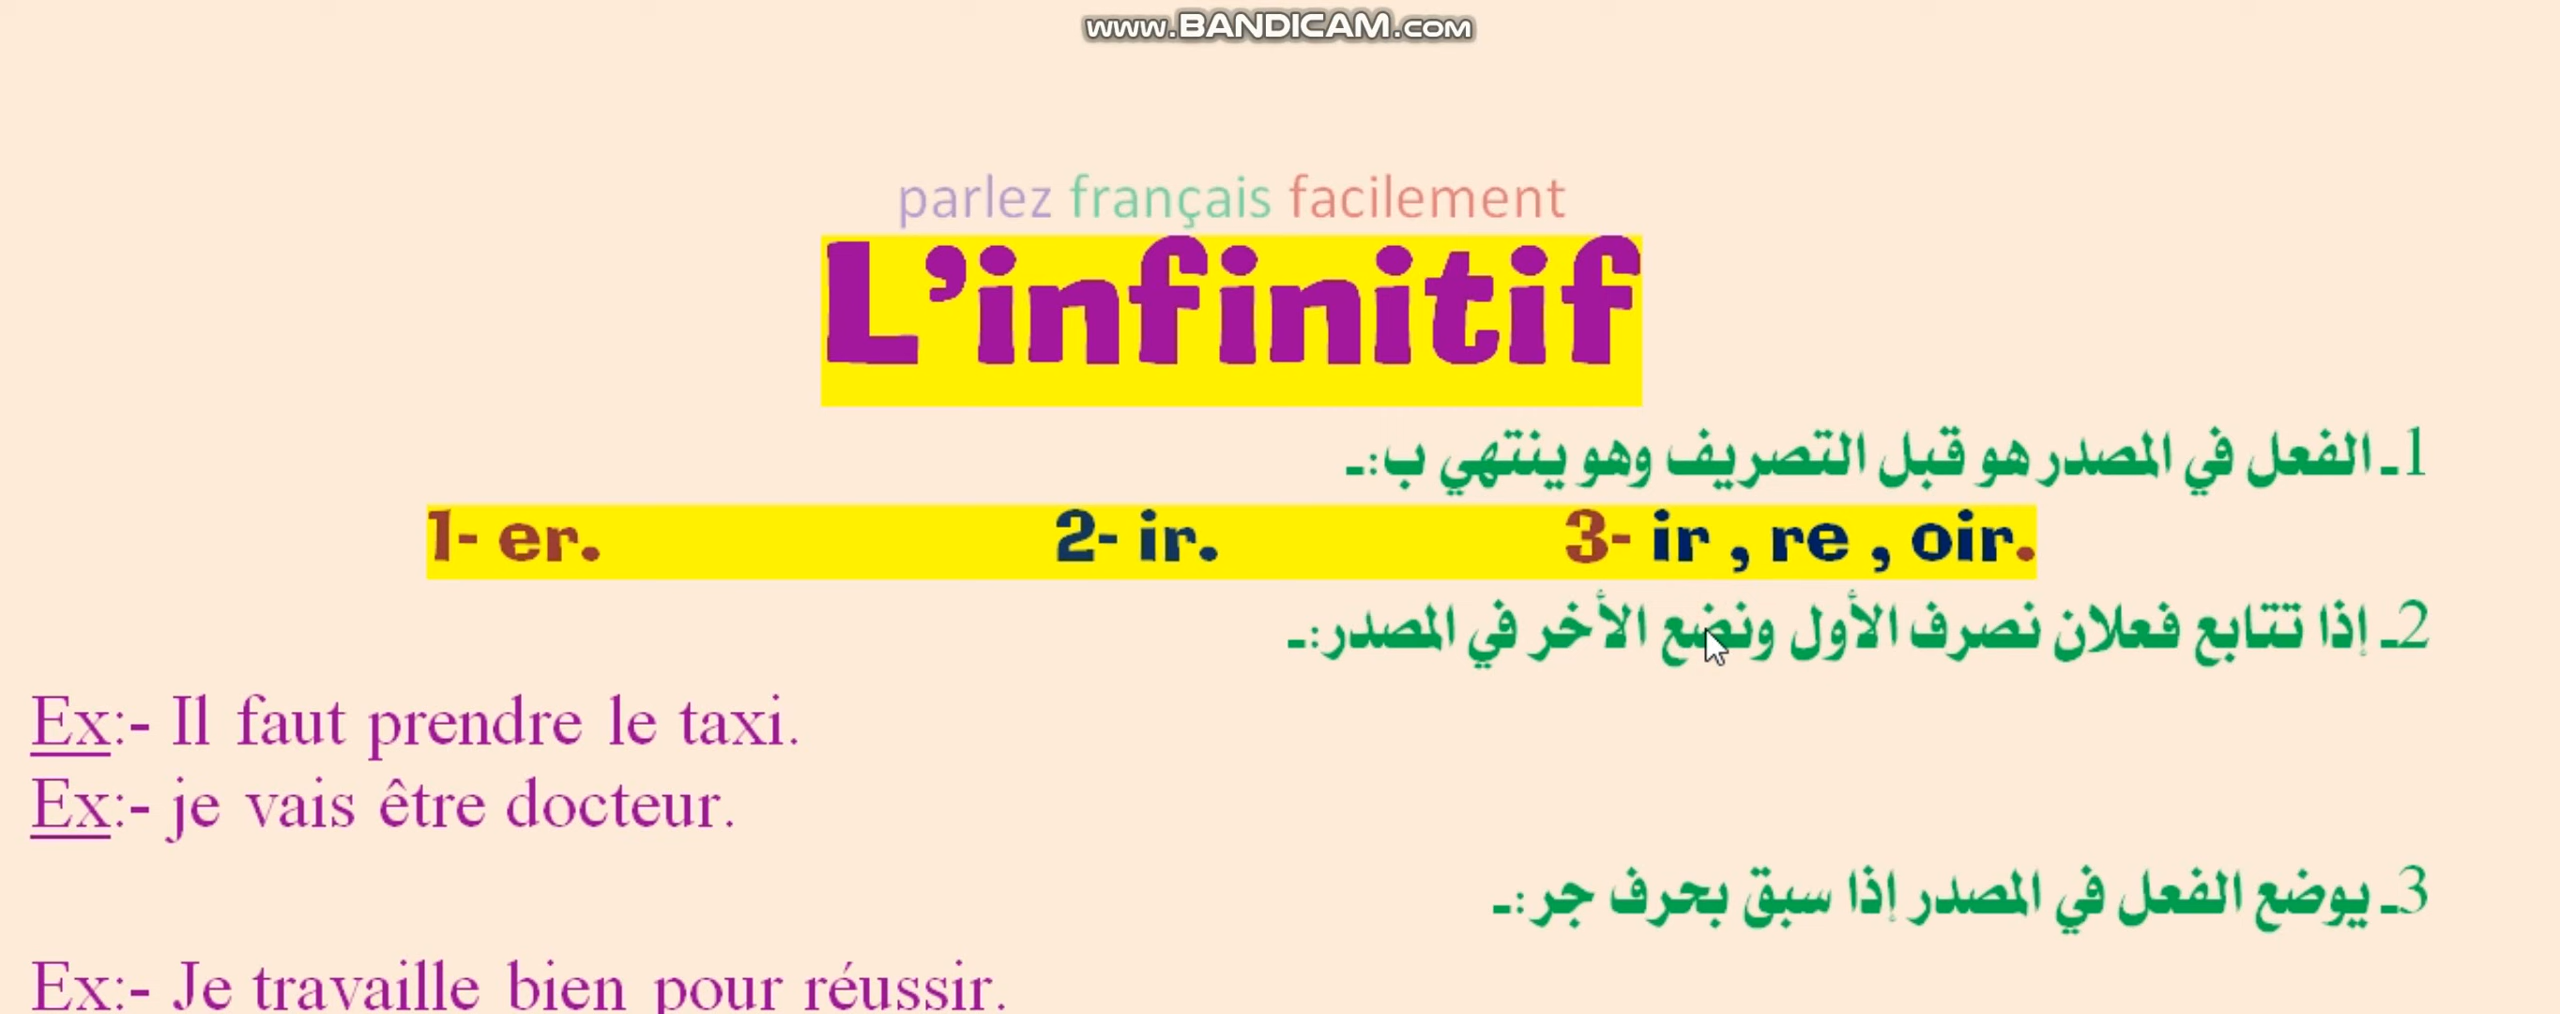 www.BANDICAM.com
parlez français facilement
L'infinitif
1ـ الفعل في المصدر هو قبل التصريف وهو ينتهي ب:ـ
1- er. 2- ir. 3- ir , re , oir.
2ـ إذا تتابع فعلان نصرف الأول ونضع الأخر في المصدر:ـ
Ex:- Il faut prendre le taxi.
Ex:- je vais être docteur.
3ـ يوضع الفعل في المصدر إذا سبق بحرف جر:ـ
Ex:- Je travaille bien pour réussir.